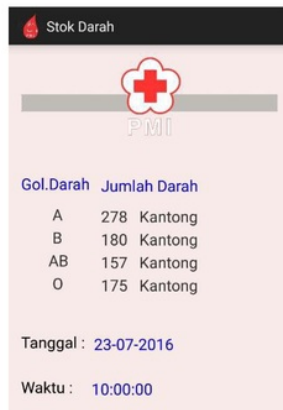 Stok Darah
PMI
Gol.Darah Jumlah Darah
A 278 Kantong
B 180 Kantong
AB 157 Kantong
O 175 Kantong
Tanggal : 23-07-2016
Waktu : 10:00:00